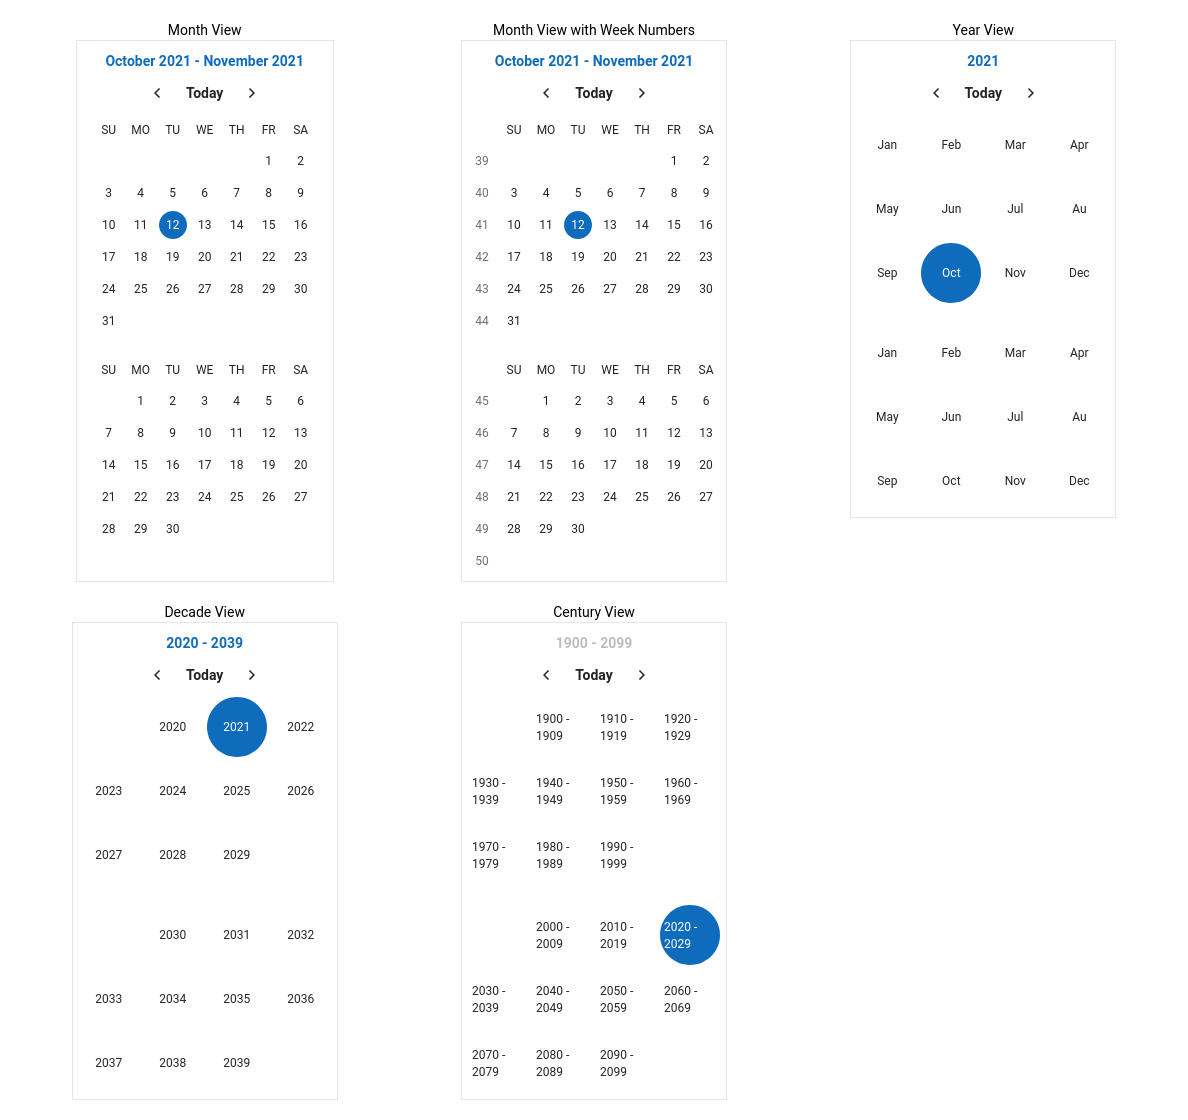 Month View
October 2021 - November 2021
Today
SU MO TU WE TH FR SA
1 2
3 4 5 6 7 8 9
10 11 12 13 14 15 16
17 18 19 20 21 22 23
24 25 26 27 28 29 30
31
SU MO TU WE TH FR SA
1 2 3 4 5 6
7 8 9 10 11 12 13
14 15 16 17 18 19 20
21 22 23 24 25 26 27
28 29 30
Month View with Week Numbers
October 2021 - November 2021
Today
SU MO TU WE TH FR SA
39 1 2
40 3 4 5 6 7 8 9
41 10 11 12 13 14 15 16
42 17 18 19 20 21 22 23
43 24 25 26 27 28 29 30
44 31
SU MO TU WE TH FR SA
45 1 2 3 4 5 6
46 7 8 9 10 11 12 13
47 14 15 16 17 18 19 20
48 21 22 23 24 25 26 27
49 28 29 30
50
Year View
2021
Today
Jan Feb Mar Apr
May Jun Jul Au
Sep Oct Nov Dec
Jan Feb Mar Apr
May Jun Jul Au
Sep Oct Nov Dec
Decade View
2020 - 2039
Today
2020 2021 2022
2023 2024 2025 2026
2027 2028 2029
2030 2031 2032
2033 2034 2035 2036
2037 2038 2039
Century View
1900 - 2099
Today
1900 - 1910 - 1920 -
1909 1919 1929
1930 - 1940 - 1950 - 1960 -
1939 1949 1959 1969
1970 - 1980 - 1990 -
1979 1989 1999
2000 - 2010 - 2020 -
2009 2019 2029
2030 - 2040 - 2050 - 2060 -
2039 2049 2059 2069
2070 - 2080 - 2090 -
2079 2089 2099